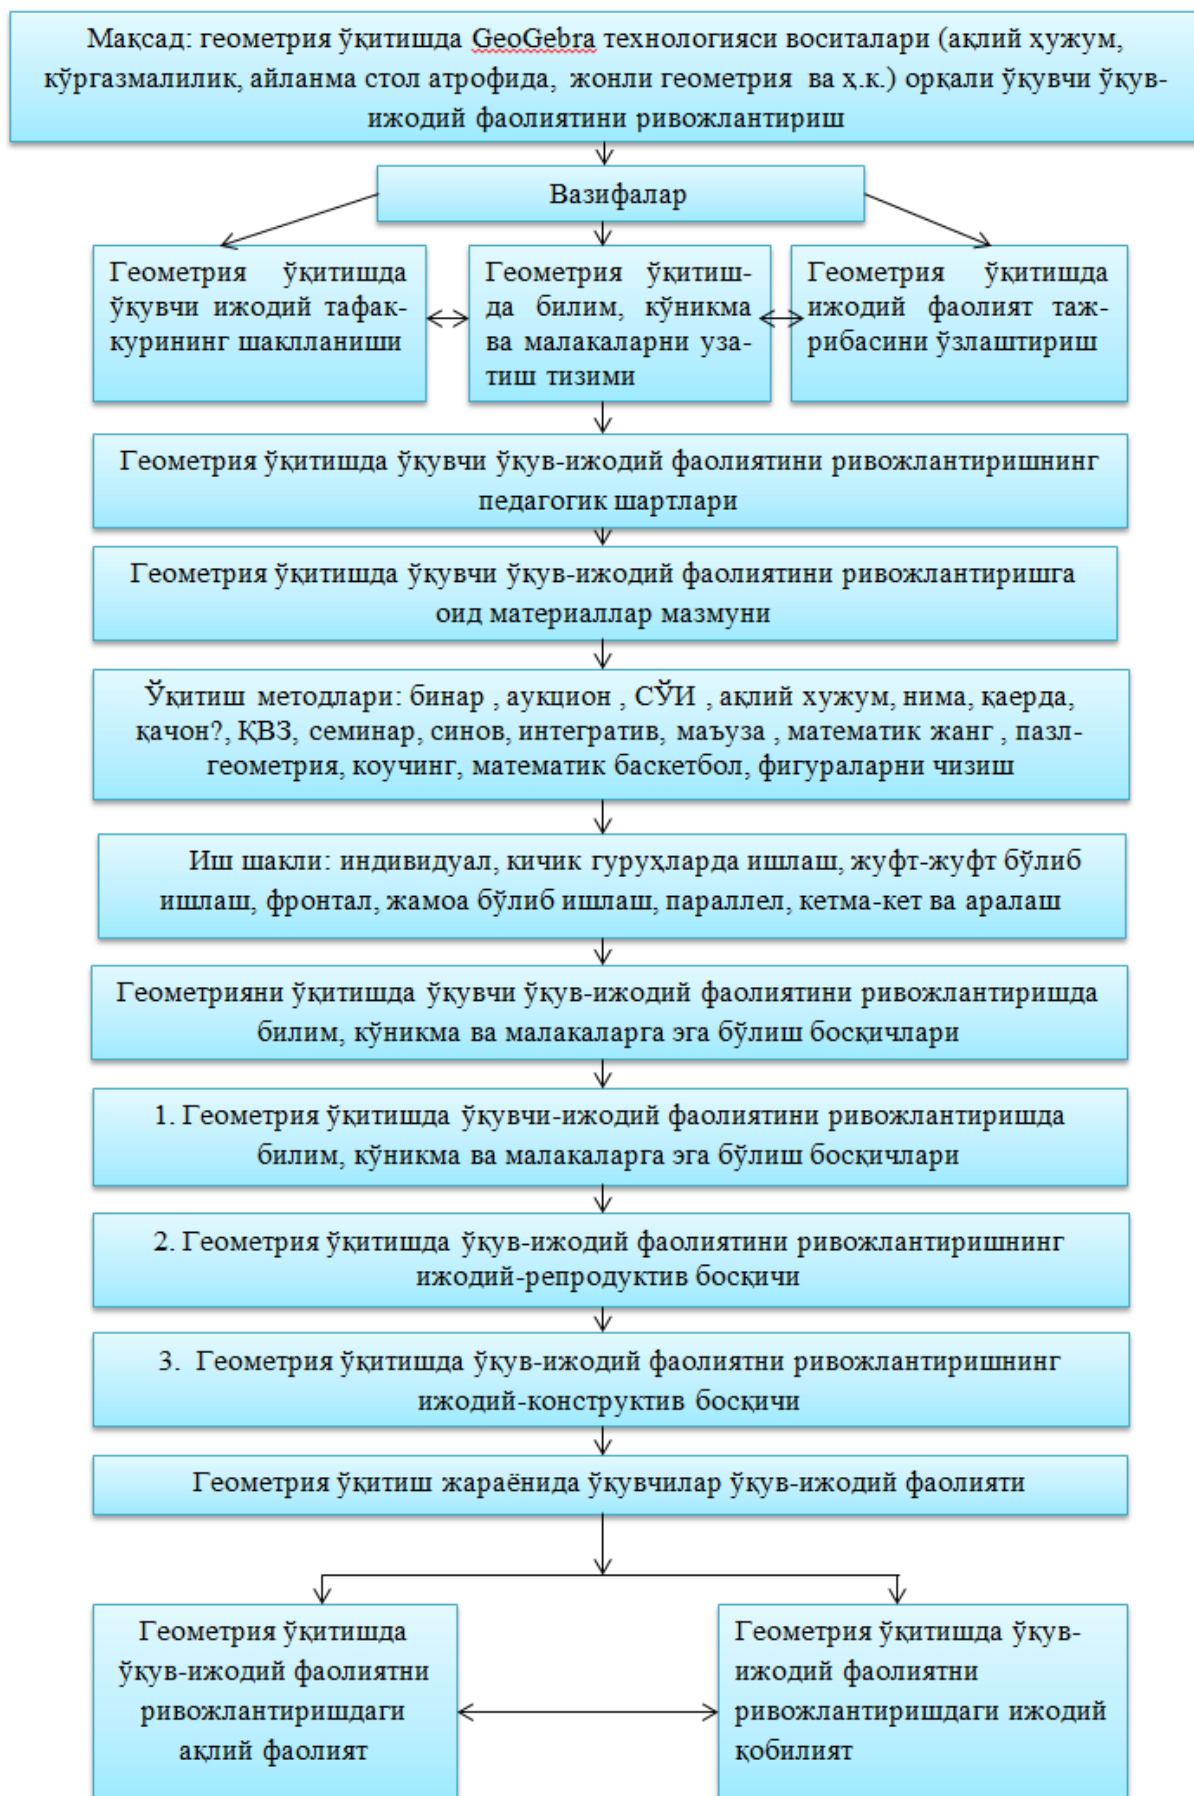 Мақсад: геометрия ўқитишда GeoGebra технологияси воситалари (ақлий ҳужум,
кўргазмалилик, айланма стол атрофида, жонли геометрия ва ҳ.к.) орқали ўқувчи ўқув-
ижодий фаолиятини ривожлантириш
Вазифалар
Геометрия ўқитишда
ўқувчи ижодий тафак-
курининг шаклланиши
Геометрия ўқитиш-
да билим, кўникма
ва малакаларни уза-
тиш тизими
Геометрия ўқитишда
ижодий фаолият таж-
рибасини ўзлаштириш
Геометрия ўқитишда ўқувчи ўқув-ижодий фаолиятини ривожлантиришнинг
педагогик шартлари
Геометрия ўқитишда ўқувчи ўқув-ижодий фаолиятини ривожлантиришга
оид материаллар мазмуни
Ўқитиш методлари: бинар , аукцион , СЎИ , ақлий хужум, нима, қаерда,
қачон?, ҚВЗ, семинар, синов, интегратив, маъуза , математик жанг , пазл-
геометрия, коучинг, математик баскетбол, фигураларни чизиш
Иш шакли: индивидуал, кичик гуруҳларда ишлаш, жуфт-жуфт бўлиб
ишлаш, фронтал, жамоа бўлиб ишлаш, параллел, кетма-кет ва аралаш
Геометрияни ўқитишда ўқувчи ўқув-ижодий фаолиятини ривожлантиришда
билим, кўникма ва малакаларга эга бўлиш босқичлари
1. Геометрия ўқитишда ўқувчи-ижодий фаолиятини ривожлантиришда
билим, кўникма ва малакаларга эга бўлиш босқичлари
2. Геометрия ўқитишда ўқув-ижодий фаолиятини ривожлантиришнинг
ижодий-репродуктив босқичи
3. Геометрия ўқитишда ўқув-ижодий фаолиятни ривожлантиришнинг
ижодий-конструктив босқичи
Геометрия ўқитиш жараёнида ўқувчилар ўқув-ижодий фаолияти
Геометрия ўқитишда
ўқув-ижодий фаолиятни
ривожлантиришдаги
ақлий фаолият
Геометрия ўқитишда ўқув-
ижодий фаолиятни
ривожлантиришдаги ижодий
қобилият